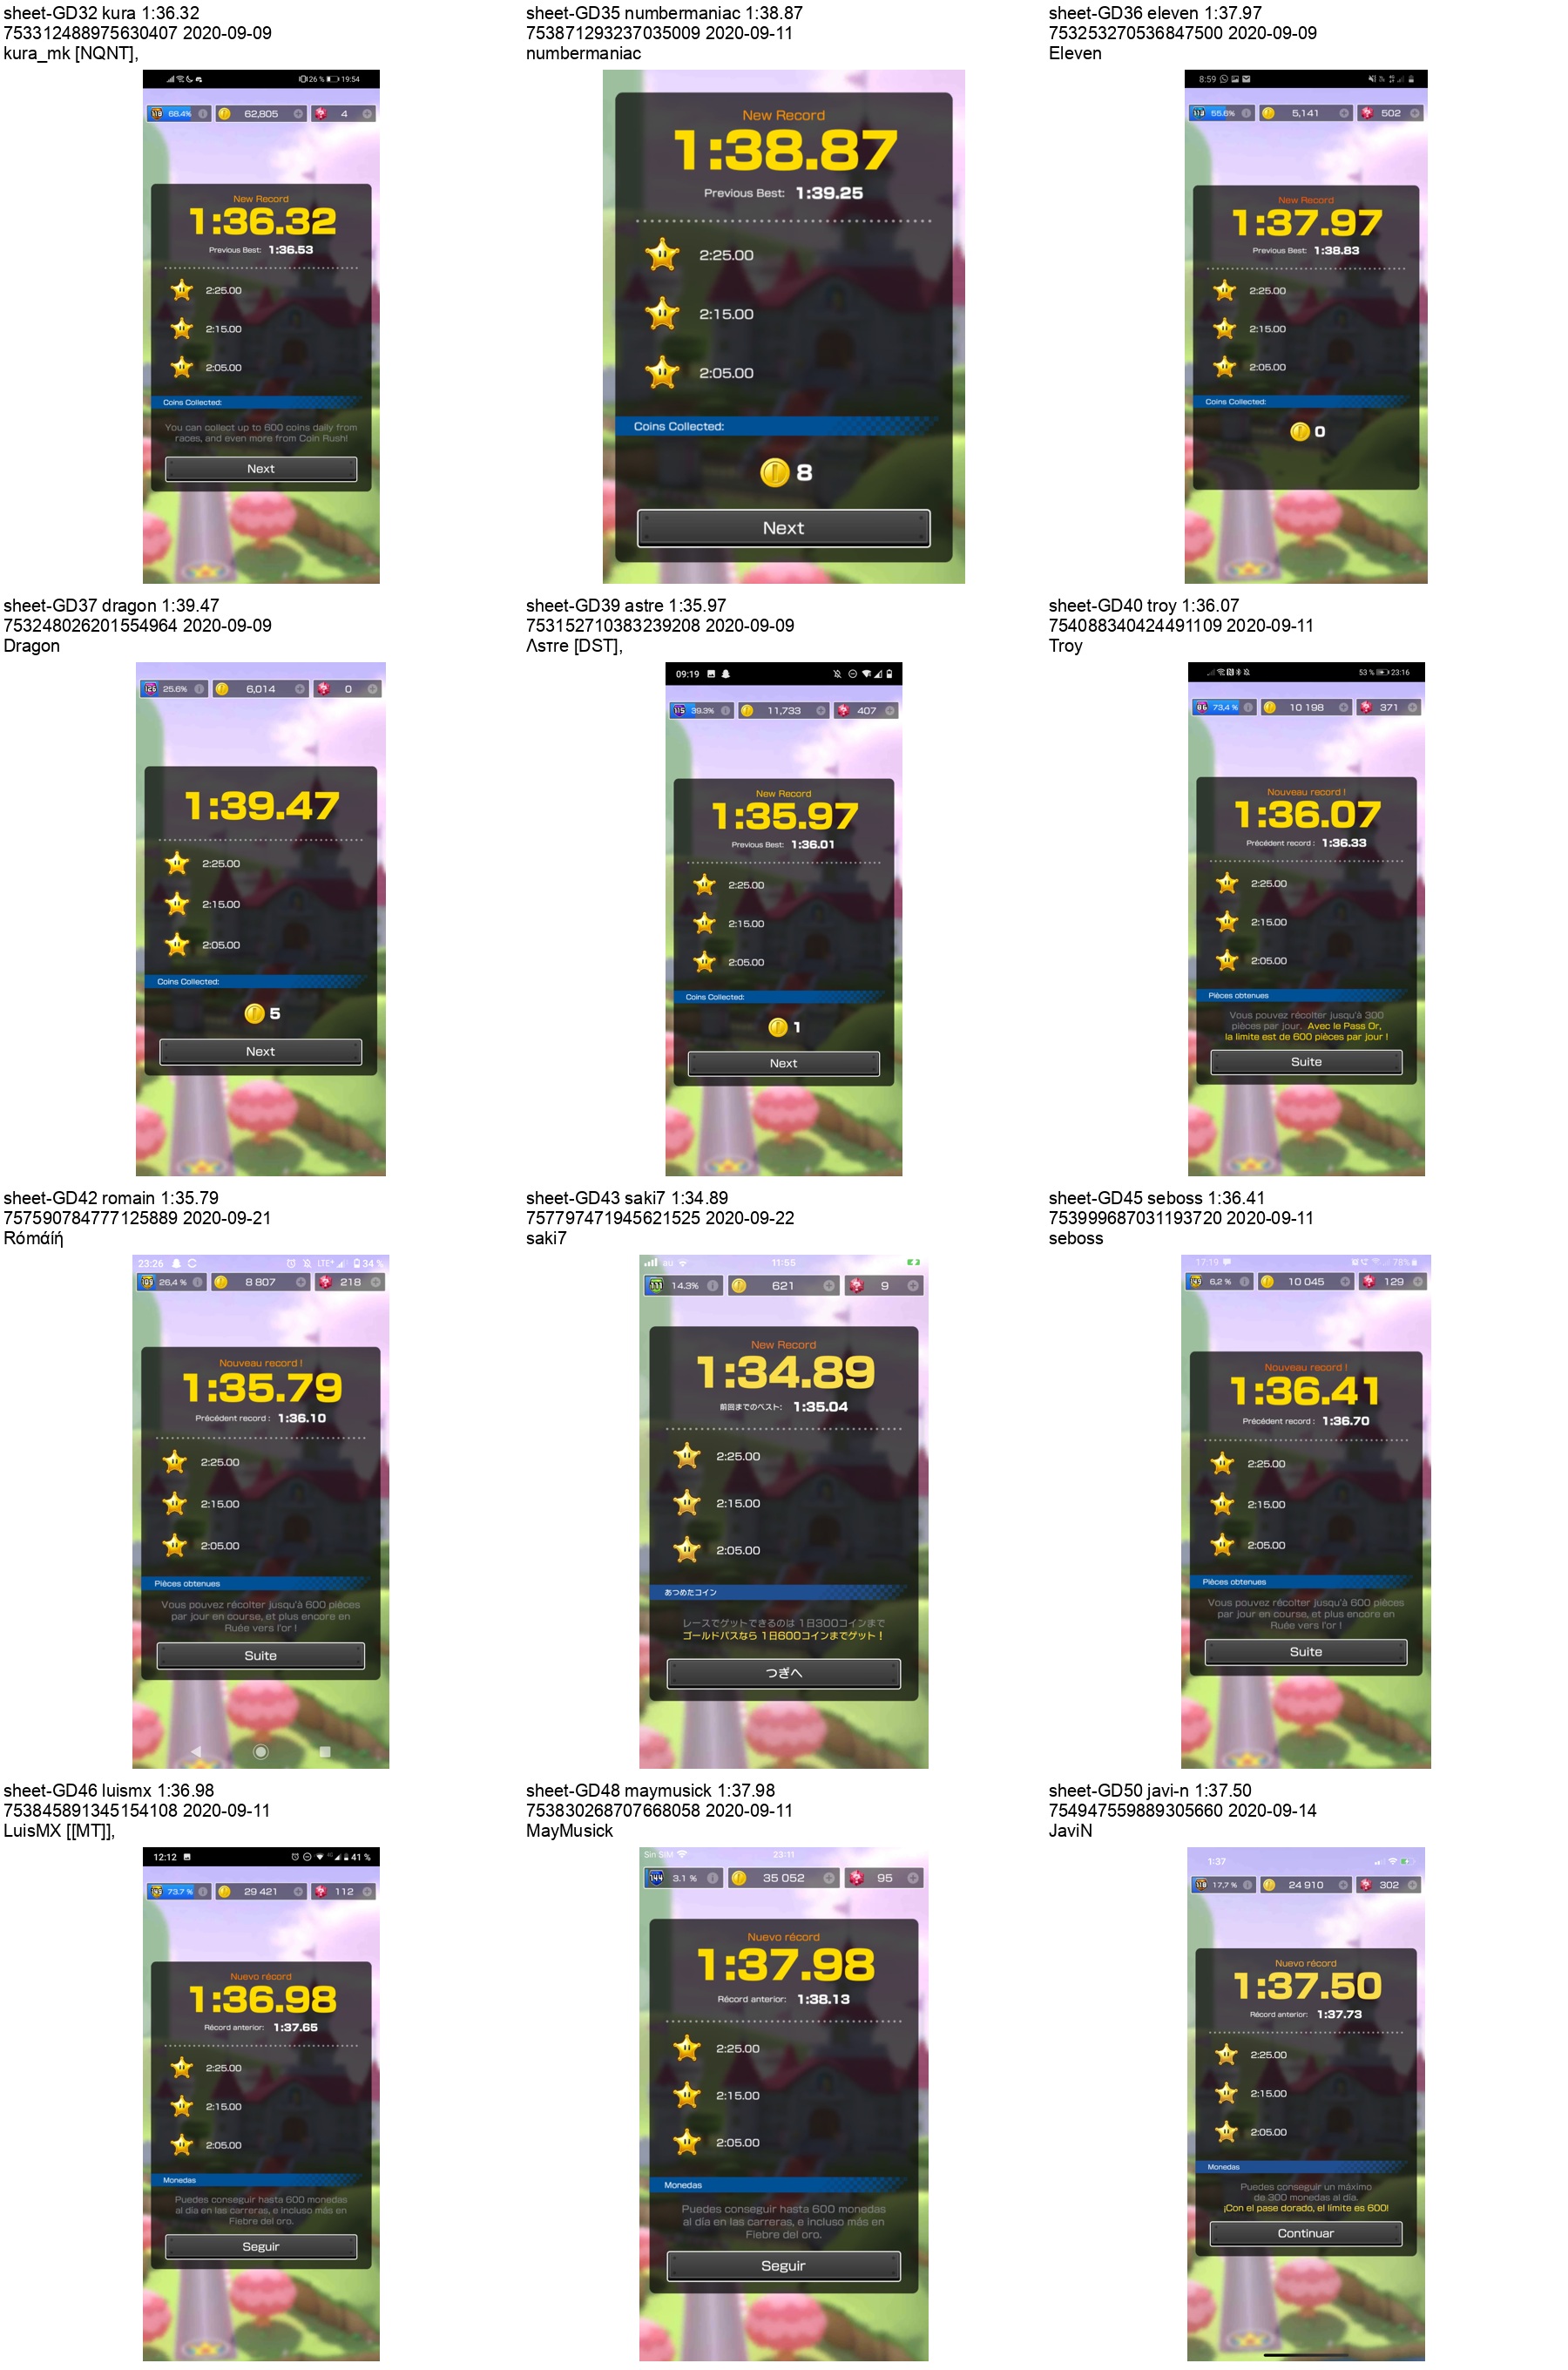 sheet-GD32 kura 1:36.32
753312488975630407 2020-09-09
kura_mk [NQNT],
26 % 19:54
119 68.4% 62,805 4
New Record
1:36.32
Previous Best: 1:36.53
2:25.00
2:15.00
2:05.00
Coins Collected:
You can collect up to 600 coins daily from
races, and even more from Coin Rush!
Next
sheet-GD35 numbermaniac 1:38.87
753871293237035009 2020-09-11
numbermaniac
New Record
1:38.87
Previous Best: 1:39.25
2:25.00
2:15.00
2:05.00
Coins Collected:
8
Next
sheet-GD36 eleven 1:37.97
753253270536847500 2020-09-09
Eleven
8:59
55.6% 5,141 502
New Record
1:37.97
Previous Best: 1:38.83
2:25.00
2:15.00
2:05.00
Coins Collected:
0
sheet-GD37 dragon 1:39.47
753248026201554964 2020-09-09
Dragon
126 25.6% 6,014 0
1:39.47
2:25.00
2:15.00
2:05.00
Coins Collected:
5
Next
sheet-GD39 astre 1:35.97
753152710383239208 2020-09-09
Λsтre [DST],
09:19
115 39.3% 11,733 407
New Record
1:35.97
Previous Best: 1:36.01
2:25.00
2:15.00
2:05.00
Coins Collected:
1
Next
sheet-GD40 troy 1:36.07
754088340424491109 2020-09-11
Troy
53 % 23:16
86 73,4 % 10 198 371
Nouveau record !
1:36.07
Précédent record : 1:36.33
2:25.00
2:15.00
2:05.00
Pièces obtenues
Vous pouvez récolter jusqu'à 300
pièces par jour. Avec le Pass Or,
la limite est de 600 pièces par jour !
Suite
sheet-GD42 romain 1:35.79
757590784777125889 2020-09-21
Rómάíή
23:26 LTE+ 34 %
109 26,4 % 8 807 218
Nouveau record !
1:35.79
Précédent record : 1:36.10
2:25.00
2:15.00
2:05.00
Pièces obtenues
Vous pouvez récolter jusqu'à 600 pièces
par jour en course, et plus encore en
Ruée vers l'or !
Suite
sheet-GD43 saki7 1:34.89
757797471945621525 2020-09-22
saki7
au 11:55
111 14.3% 621 9
New Record
1:34.89
前回までのベスト: 1:35.04
2:25.00
2:15.00
2:05.00
あつめたコイン
レースでゲットできるのは 1日300コインまで
ゴールドパスなら 1日600コインまでゲット！
つぎへ
sheet-GD45 seboss 1:36.41
753999687031193720 2020-09-11
seboss
17:19 78%
6,2 % 10 045 129
Nouveau record !
1:36.41
Précédent record : 1:36.70
2:25.00
2:15.00
2:05.00
Pièces obtenues
Vous pouvez récolter jusqu'à 600 pièces
par jour en course, et plus encore en
Ruée vers l'or !
Suite
sheet-GD46 luismx 1:36.98
753845891345154108 2020-09-11
LuisMX [[MT]],
12:12 41 %
73.7 % 29 421 112
Nuevo récord
1:36.98
Récord anterior: 1:37.65
2:25.00
2:15.00
2:05.00
Monedas
Puedes conseguir hasta 600 monedas
al día en las carreras, e incluso más en
Fiebre del oro.
Seguir
sheet-GD48 maymusick 1:37.98
753830268707668058 2020-09-11
MayMusick
Sin SIM 23:11
144 3.1 % 35 052 95
Nuevo récord
1:37.98
Récord anterior: 1:38.13
2:25.00
2:15.00
2:05.00
Monedas
Puedes conseguir hasta 600 monedas
al día en las carreras, e incluso más en
Fiebre del oro.
Seguir
sheet-GD50 javi-n 1:37.50
754947559889305660 2020-09-14
JaviN
1:37
118 17,7 % 24 910 302
Nuevo récord
1:37.50
Récord anterior: 1:37.73
2:25.00
2:15.00
2:05.00
Monedas
Puedes conseguir un máximo
de 300 monedas al día.
¡Con el pase dorado, el límite es 600!
Continuar